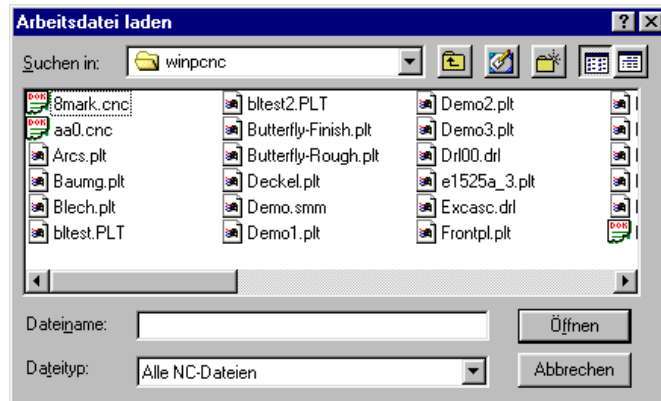 Arbeitsdatei laden
Suchen in: winpcnc
8mark.cnc bltest2.PLT Demo2.plt
aa0.cnc Butterfly-Finish.plt Demo3.plt
Arcs.plt Butterfly-Rough.plt Drl00.drl
Baumg.plt Deckel.plt e1525a_3.plt
Blech.plt Demo.smm Excasc.drl
bltest.PLT Demo1.plt Frontpl.plt
Dateiname: Öffnen
Dateityp: Alle NC-Dateien Abbrechen